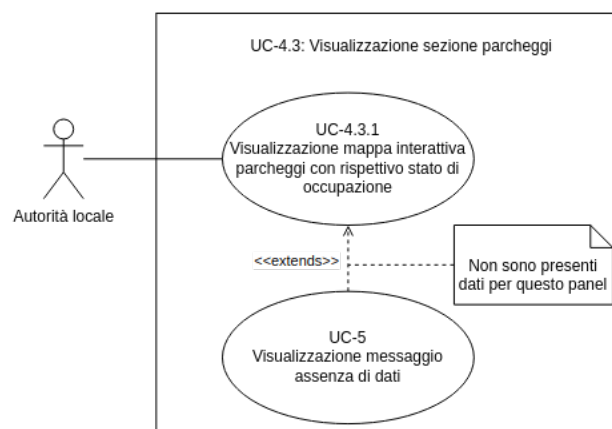 UC-4.3: Visualizzazione sezione parcheggi
UC-4.3.1
Visualizzazione mappa interattiva
parcheggi con rispettivo stato di
occupazione
Autorità locale
<<extends>>
Non sono presenti
dati per questo panel
UC-5
Visualizzazione messaggio
assenza di dati